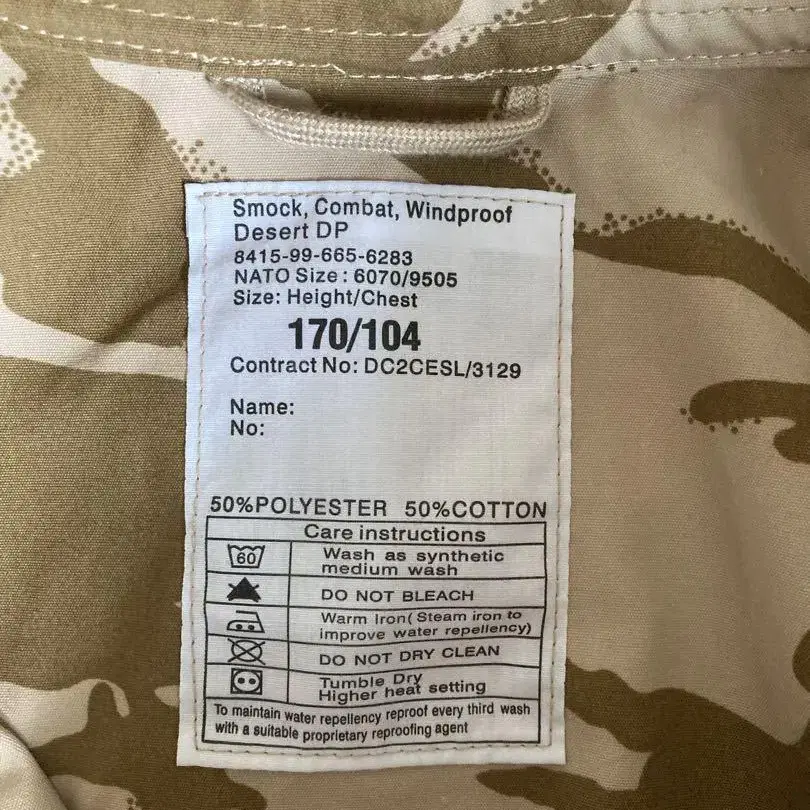 Smock, Combat, Windproof
Desert DP
8415-99-665-6283
NATO Size : 6070/9505
Size: Height/Chest
170/104
Contract No: DC2CESL/3129
Name:
No:
50%POLYESTER 50%COTTON
Care instructions
60
Wash as synthetic
medium wash
DO NOT BLEACH
Warm Iron( Steam iron to
improve water repellency)
DO NOT DRY CLEAN
Tumble Dry
Higher heat setting
To maintain water repellency reproof every third wash
with a suitable proprietary reproofing agent